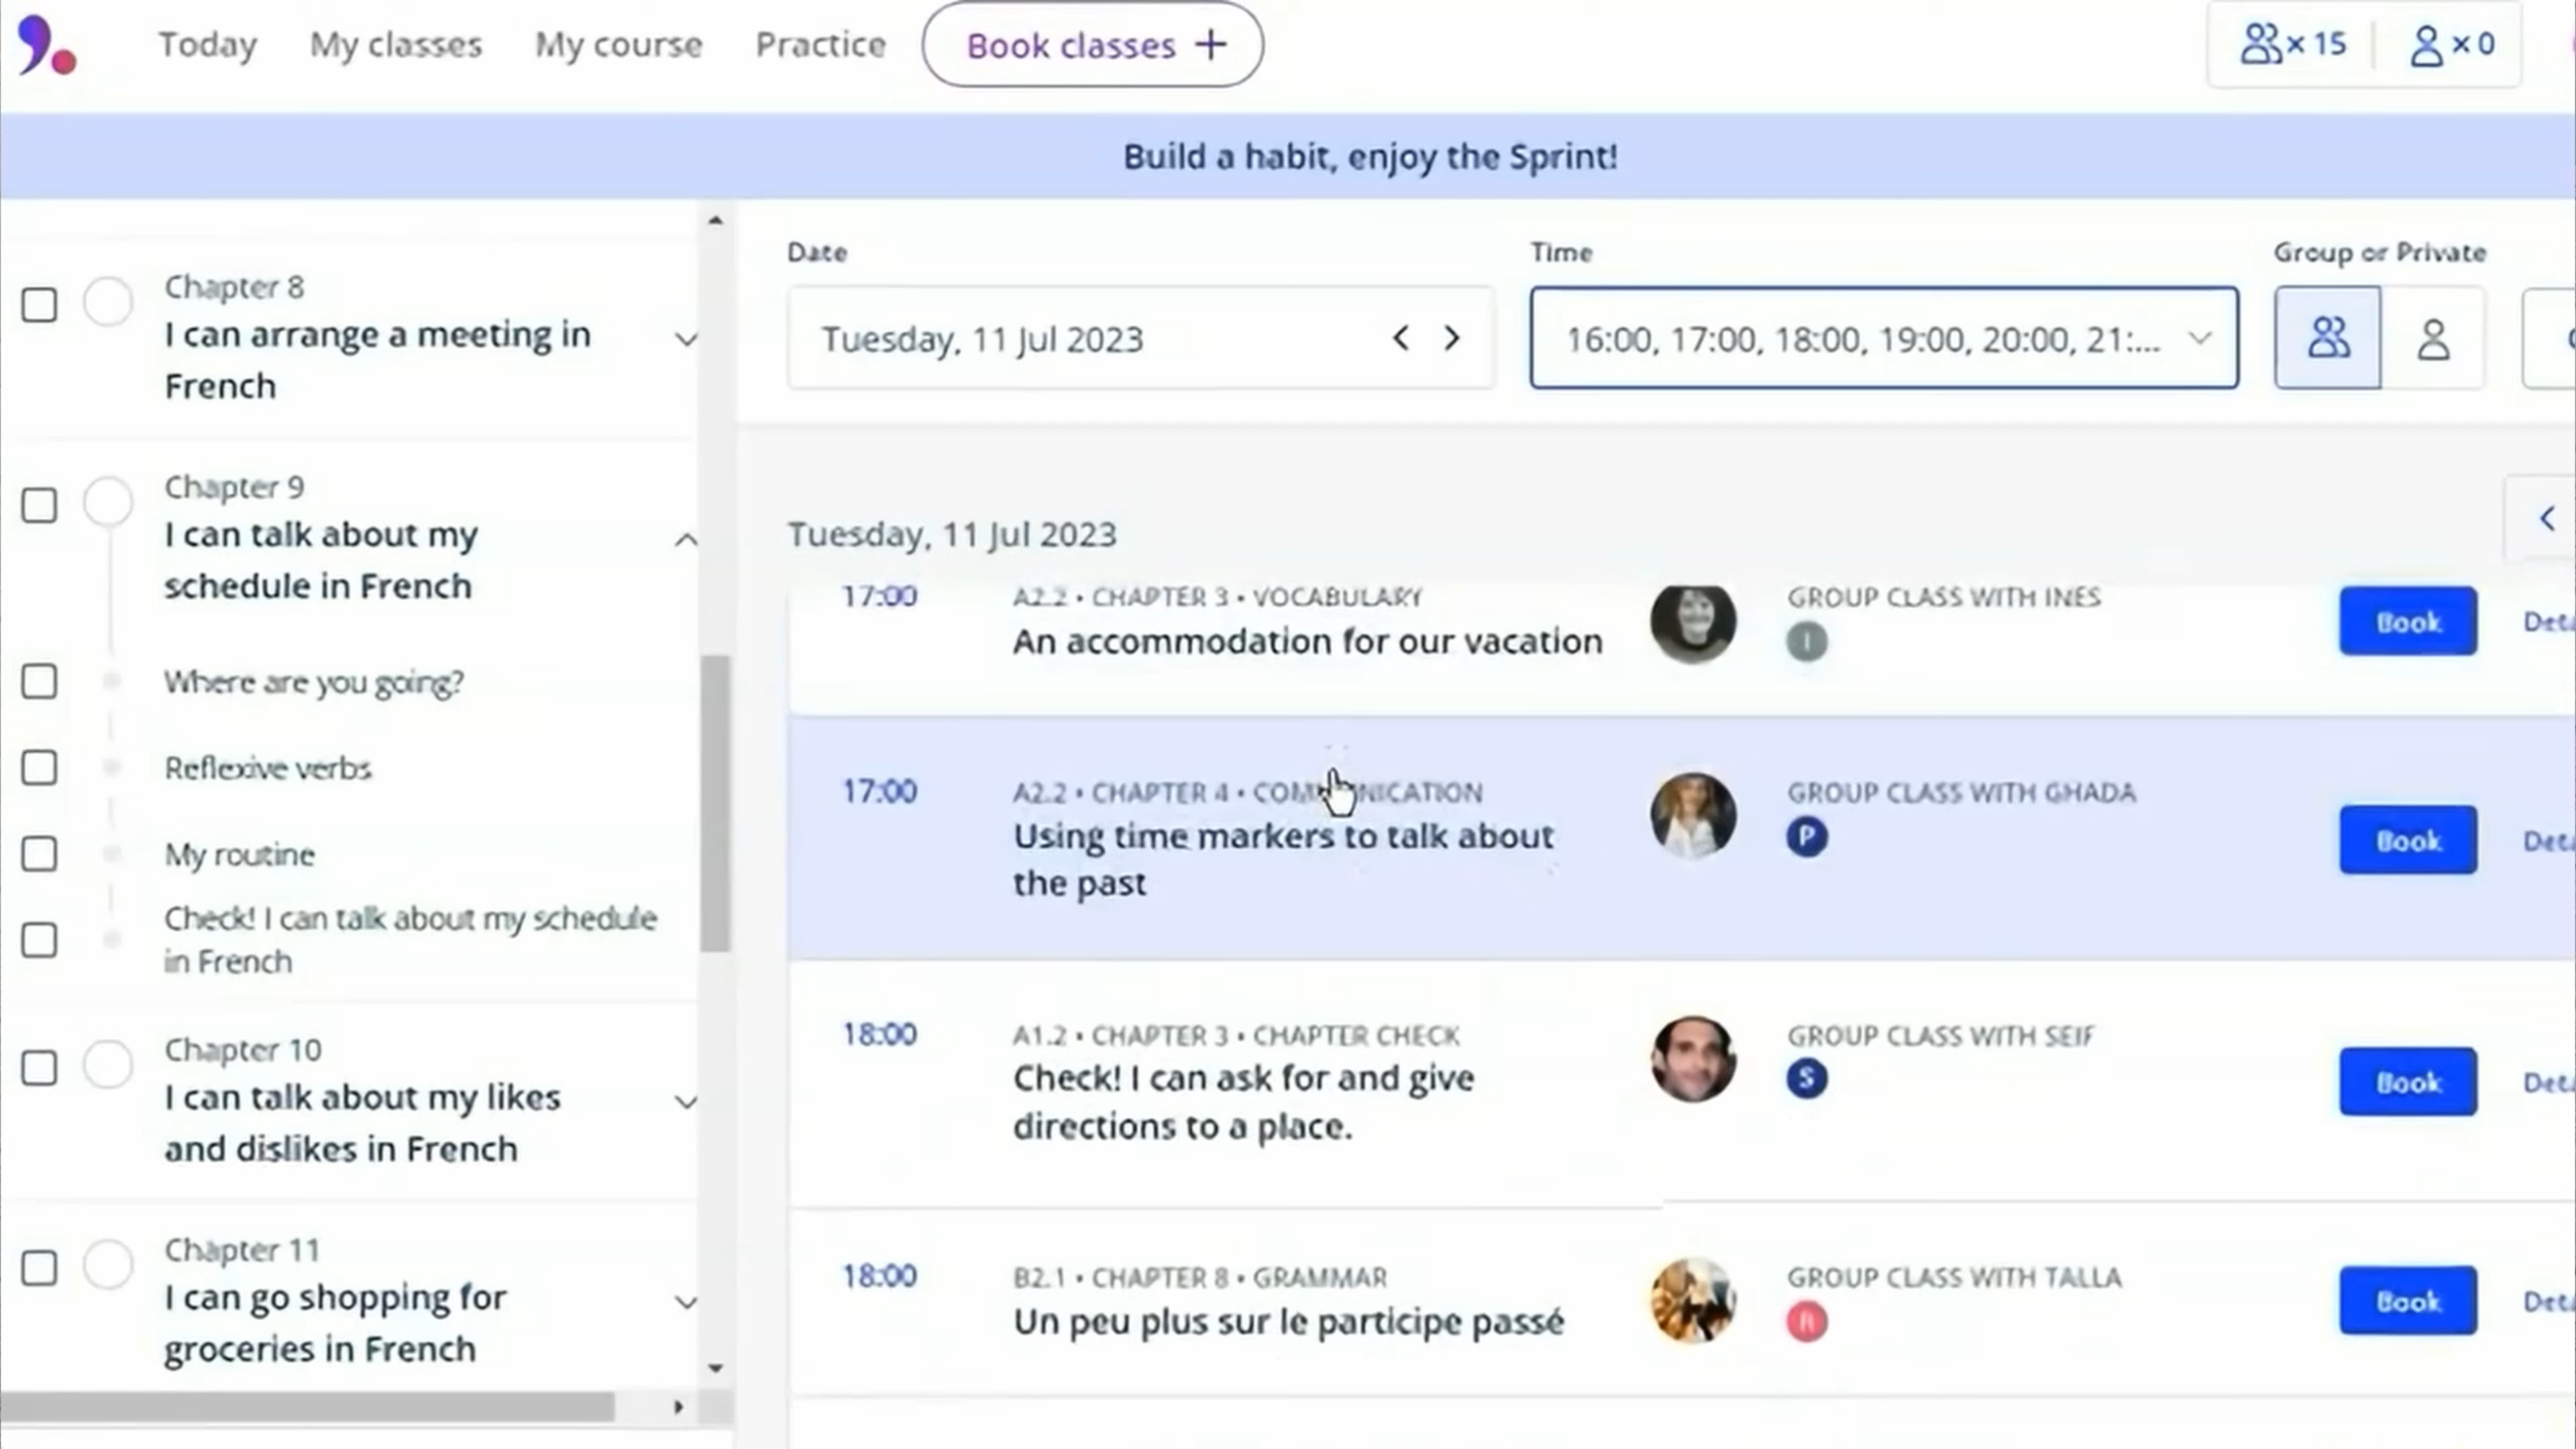 Today My classes My course Practice Book classes + × 15 × 0
Build a habit, enjoy the Sprint!
Chapter 8
I can arrange a meeting in
French
Chapter 9
I can talk about my
schedule in French
Where are you going?
Reflexive verbs
My routine
Check! I can talk about my schedule
in French
Chapter 10
I can talk about my likes
and dislikes in French
Chapter 11
I can go shopping for
groceries in French
Date
Tuesday, 11 Jul 2023
Time
16:00, 17:00, 18:00, 19:00, 20:00, 21:...
Group or Private
Tuesday, 11 Jul 2023
17:00 A2.2 • CHAPTER 3 • VOCABULARY GROUP CLASS WITH INES
An accommodation for our vacation I Book
17:00 A2.2 • CHAPTER 4 • COMMUNICATION GROUP CLASS WITH GHADA
Using time markers to talk about P Book
the past
18:00 A1.2 • CHAPTER 3 • CHAPTER CHECK GROUP CLASS WITH SEIF
Check! I can ask for and give S Book
directions to a place.
18:00 B2.1 • CHAPTER 8 • GRAMMAR GROUP CLASS WITH TALLA
Un peu plus sur le participe passé R Book